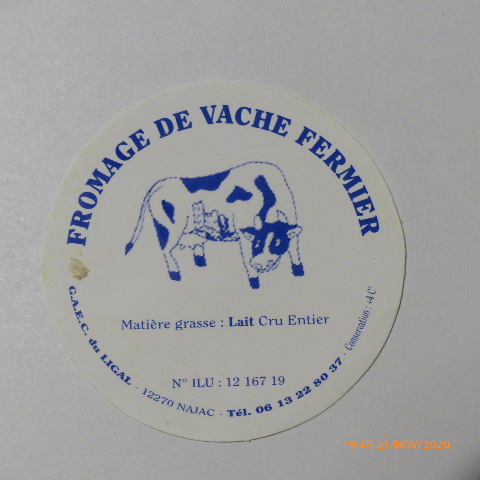 FROMAGE DE VACHE FERMIER
Matière grasse : Lait Cru Entier
Conservation : +4 C°
N° ILU : 12 167 19
G.A.E.C. du LIGAL - 12270 NAJAC - Tél. 06 13 22 80 37 -
21/NOV/2020